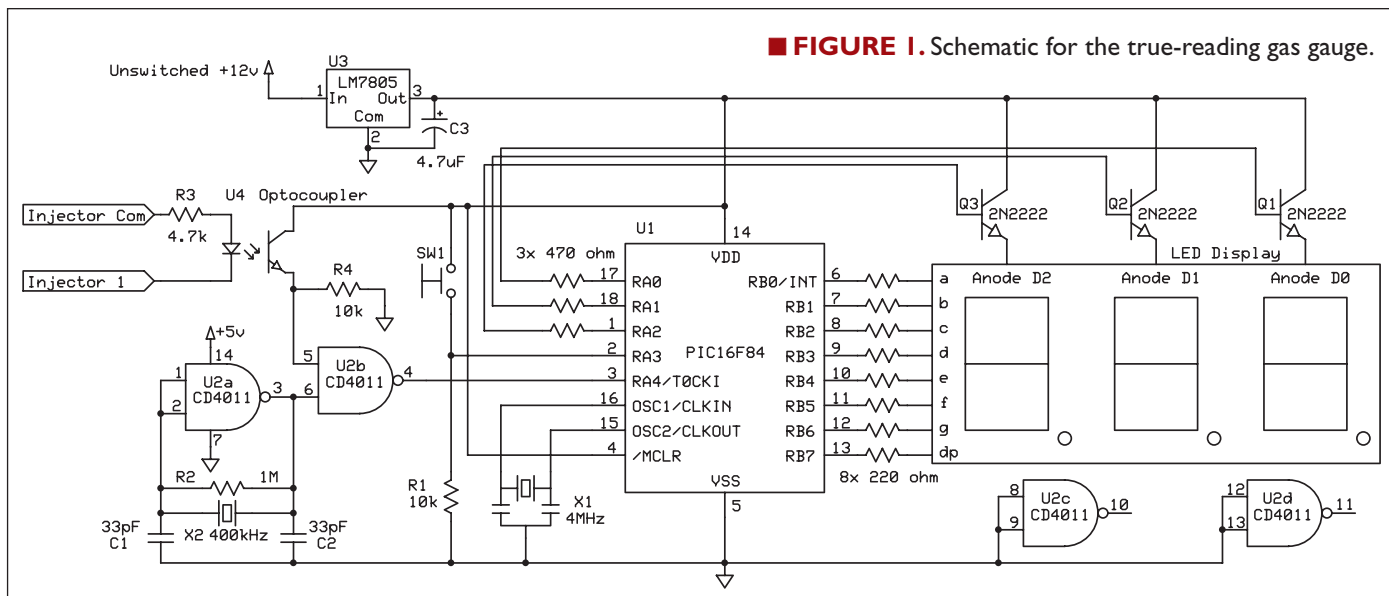 ■ FIGURE 1. Schematic for the true-reading gas gauge.
Unswitched +12v
U3
LM7805
1 In Out 3
Com
2
C3
4.7uF
Injector Com
R3
4.7k
U4 Optocoupler
Injector 1
R4
10k
+5v
14
1
2
U2a
CD4011
3
7
5
6
U2b
CD4011
4
R2 1M
33pF
C1
X2 400kHz
33pF
C2
SW1
R1
10k
3x 470 ohm
X1
4MHz
U1
14
VDD
17 RA0
18 RA1
1 RA2
2 RA3
3 RA4/T0CKI
16 OSC1/CLKIN
15 OSC2/CLKOUT
4 /MCLR
PIC16F84
RB0/INT 6
RB1 7
RB2 8
RB3 9
RB4 10
RB5 11
RB6 12
RB7 13
VSS
5
8x 220 ohm
Q3
2N2222
Q2
2N2222
Q1
2N2222
LED Display
Anode D2 Anode D1 Anode D0
a
b
c
d
e
f
g
dp
8
9
U2c
CD4011
10
12
13
U2d
CD4011
11